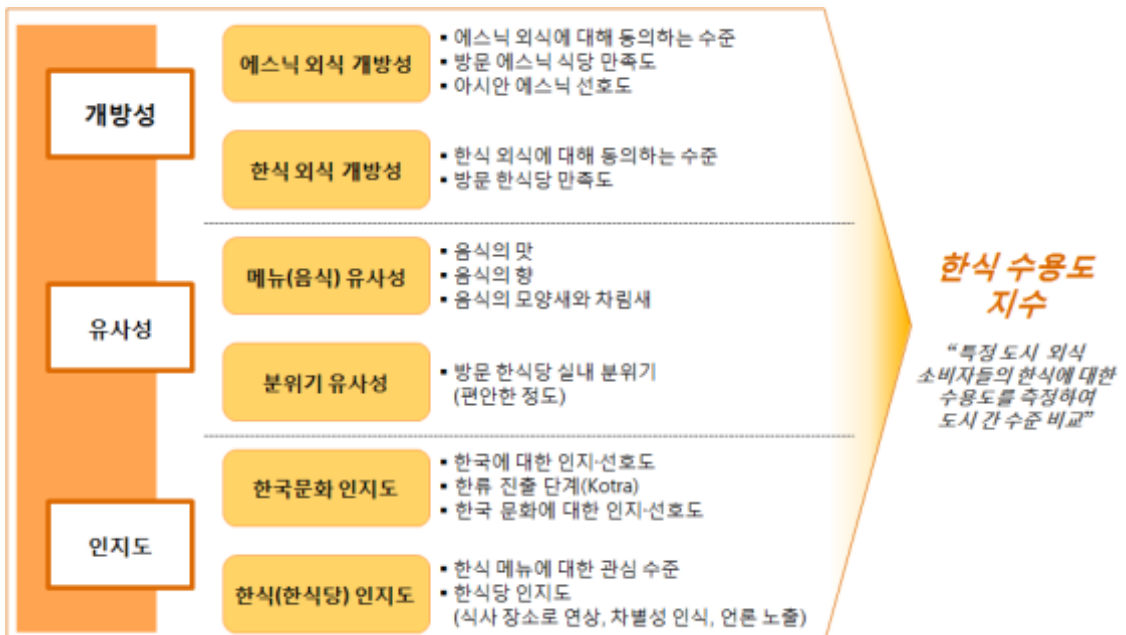 개방성
에스닉 외식 개방성
▪ 에스닉 외식에 대해 동의하는 수준
▪ 방문 에스닉 식당 만족도
▪ 아시안 에스닉 선호도
한식 외식 개방성
▪ 한식 외식에 대해 동의하는 수준
▪ 방문 한식당 만족도
유사성
메뉴(음식) 유사성
▪ 음식의 맛
▪ 음식의 향
▪ 음식의 모양새와 차림새
분위기 유사성
▪ 방문 한식당 실내 분위기
(편안한 정도)
인지도
한국문화 인지도
▪ 한국에 대한 인지·선호도
▪ 한류 진출 단계(Kotra)
▪ 한국 문화에 대한 인지·선호도
한식(한식당) 인지도
▪ 한식 메뉴에 대한 관심 수준
▪ 한식당 인지도
(식사 장소로 연상, 차별성 인식, 언론 노출)
한식 수용도
지수
“특정 도시 외식
소비자들의 한식에 대한
수용도를 측정하여
도시 간 수준 비교”